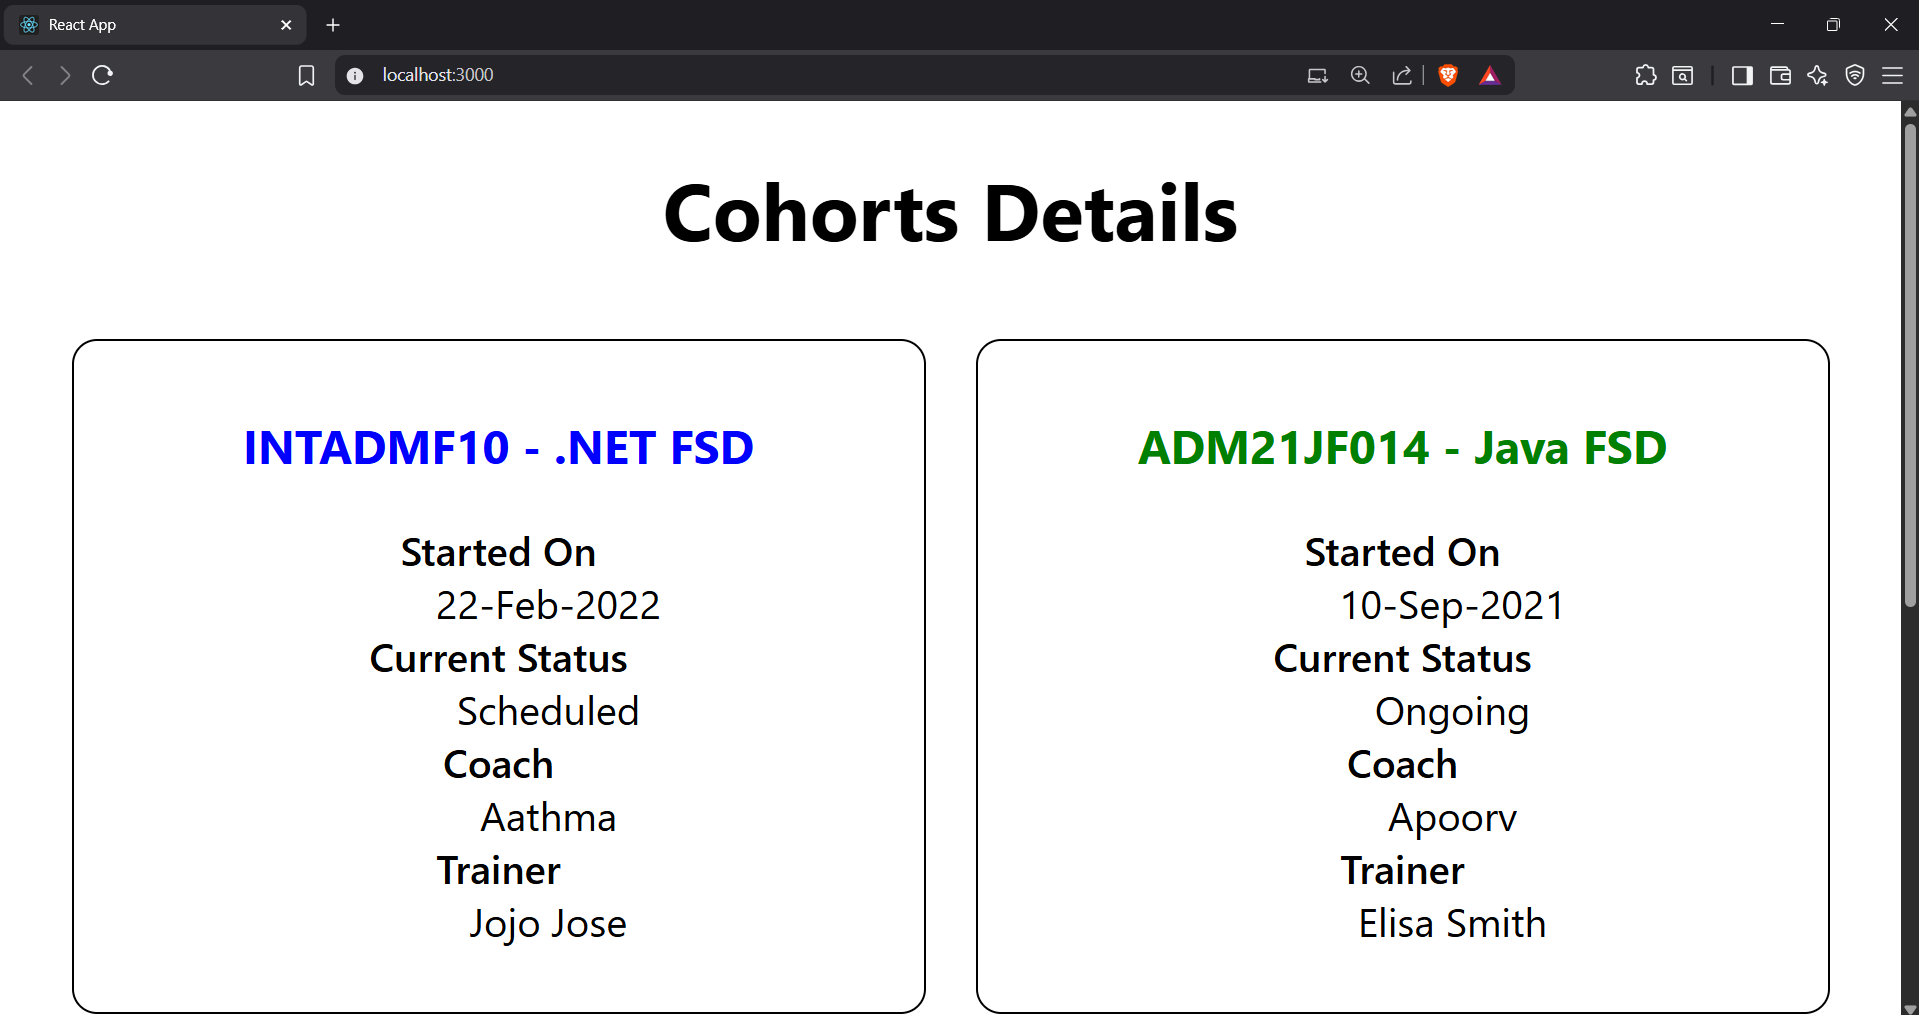 React App
localhost:3000
Cohorts Details
INTADMF10 - .NET FSD
Started On
22-Feb-2022
Current Status
Scheduled
Coach
Aathma
Trainer
Jojo Jose
ADM21JF014 - Java FSD
Started On
10-Sep-2021
Current Status
Ongoing
Coach
Apoorv
Trainer
Elisa Smith